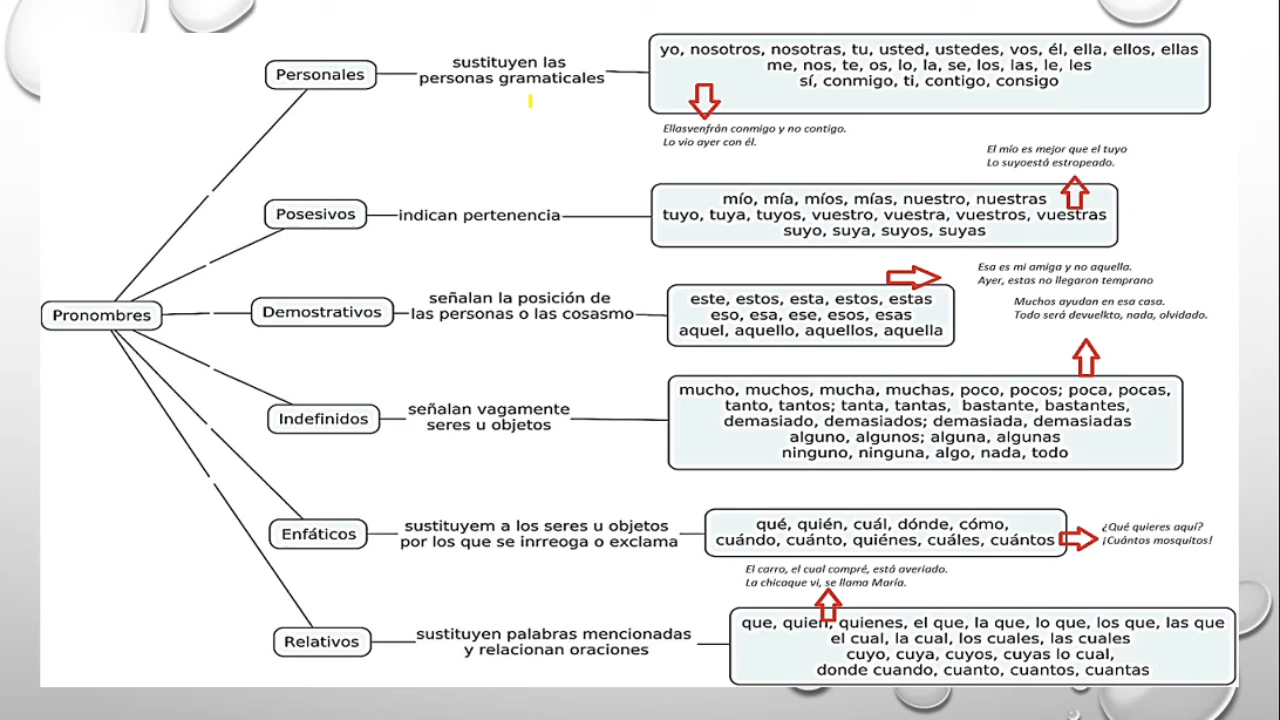 Pronombres
Personales
sustituyen las
personas gramaticales
yo, nosotros, nosotras, tu, usted, ustedes, vos, él, ella, ellos, ellas
me, nos, te, os, lo, la, se, los, las, le, les
sí, conmigo, ti, contigo, consigo
Ellasvenfrán conmigo y no contigo.
Lo vio ayer con él.
El mío es mejor que el tuyo
Lo suyoestá estropeado.
Posesivos
indican pertenencia
mío, mía, míos, mías, nuestro, nuestras
tuyo, tuya, tuyos, vuestro, vuestra, vuestros, vuestras
suyo, suya, suyos, suyas
Demostrativos
señalan la posición de
las personas o las cosasmo
este, estos, esta, estos, estas
eso, esa, ese, esos, esas
aquel, aquello, aquellos, aquella
Esa es mi amiga y no aquella.
Ayer, estas no llegaron temprano
Muchos ayudan en esa casa.
Todo será devuelkto, nada, olvidado.
Indefinidos
señalan vagamente
seres u objetos
mucho, muchos, mucha, muchas, poco, pocos; poca, pocas,
tanto, tantos; tanta, tantas, bastante, bastantes,
demasiado, demasiados; demasiada, demasiadas
alguno, algunos; alguna, algunas
ninguno, ninguna, algo, nada, todo
Enfáticos
sustituyem a los seres u objetos
por los que se inrreoga o exclama
qué, quién, cuál, dónde, cómo,
cuándo, cuánto, quiénes, cuáles, cuántos
¿Qué quieres aquí?
¡Cuántos mosquitos!
El carro, el cual compré, está averiado.
La chicaque vi, se llama María.
Relativos
sustituyen palabras mencionadas
y relacionan oraciones
que, quien, quienes, el que, la que, lo que, los que, las que
el cual, la cual, los cuales, las cuales
cuyo, cuya, cuyos, cuyas lo cual,
donde cuando, cuanto, cuantos, cuantas